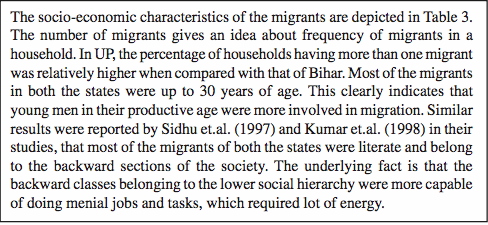 The socio-economic characteristics of the migrants are depicted in Table 3.
The number of migrants gives an idea about frequency of migrants in a
household. In UP, the percentage of households having more than one migrant
was relatively higher when compared with that of Bihar. Most of the migrants
in both the states were up to 30 years of age. This clearly indicates that
young men in their productive age were more involved in migration. Similar
results were reported by Sidhu et.al. (1997) and Kumar et.al. (1998) in their
studies, that most of the migrants of both the states were literate and belong
to the backward sections of the society. The underlying fact is that the
backward classes belonging to the lower social hierarchy were more capable
of doing menial jobs and tasks, which required lot of energy.